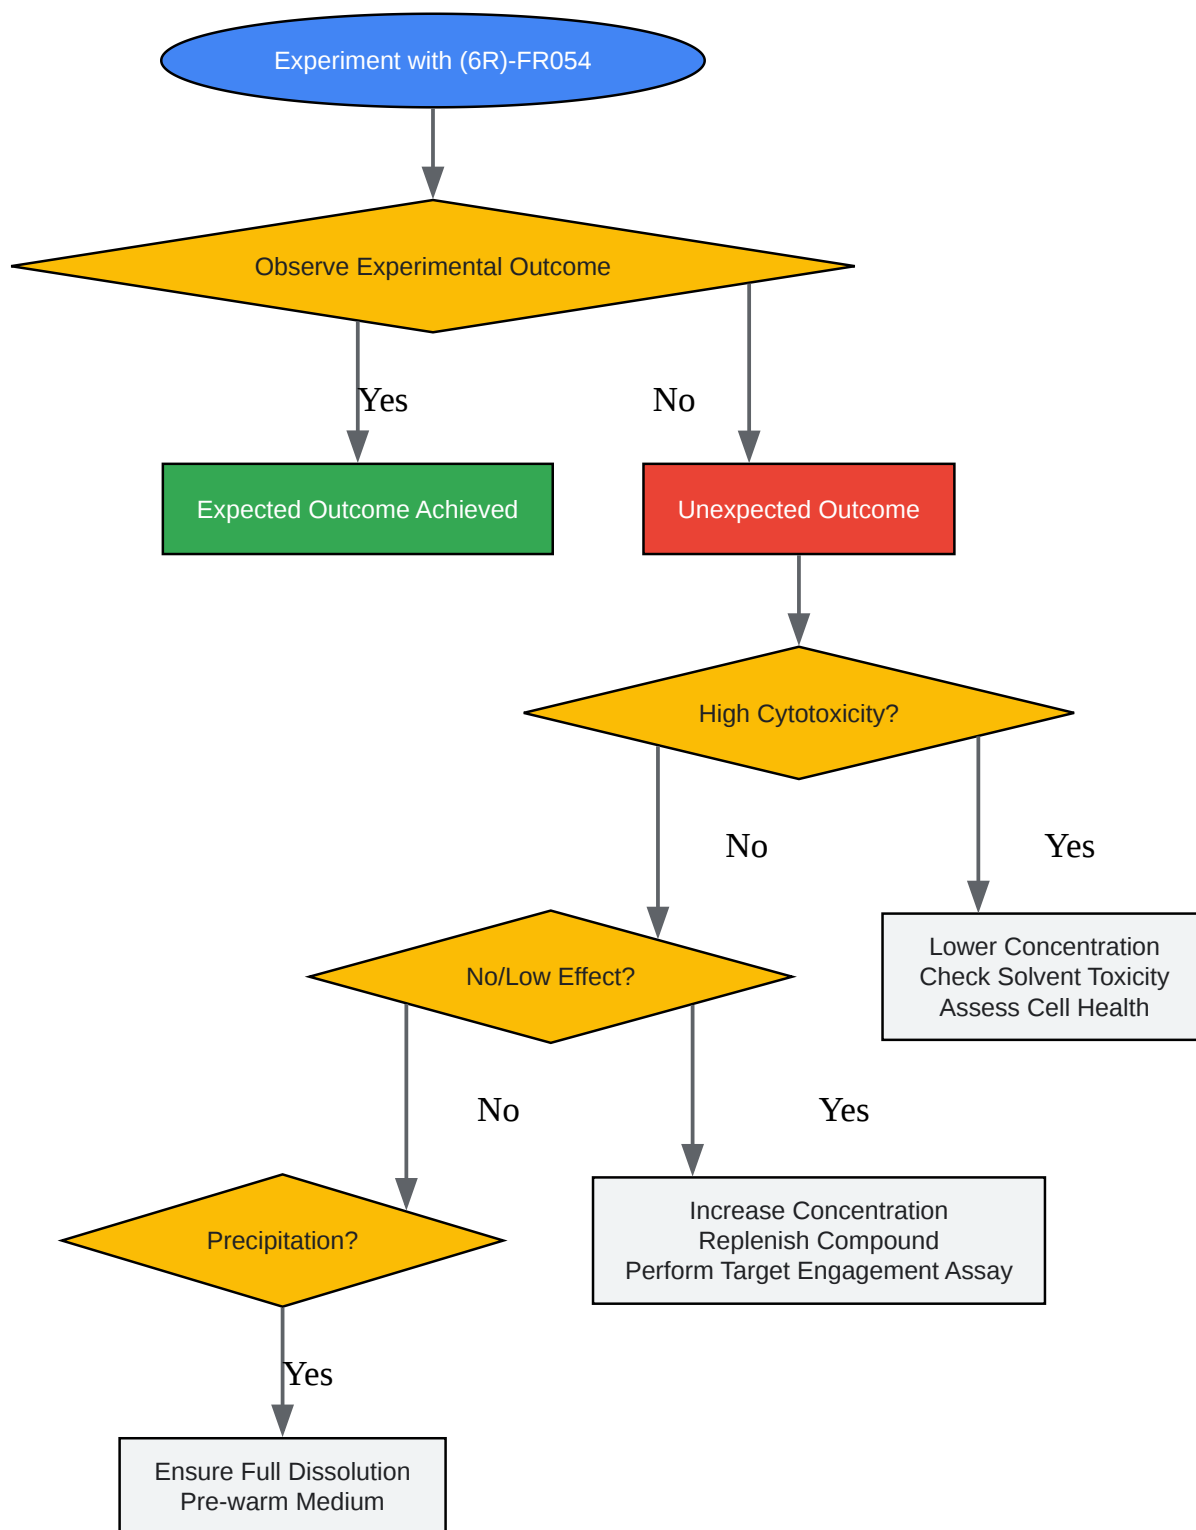 Experiment with (6R)-FR054
Observe Experimental Outcome
Yes
No
Expected Outcome Achieved
Unexpected Outcome
High Cytotoxicity?
No
Yes
Lower Concentration
Check Solvent Toxicity
Assess Cell Health
No/Low Effect?
No
Yes
Increase Concentration
Replenish Compound
Perform Target Engagement Assay
Precipitation?
Yes
Ensure Full Dissolution
Pre-warm Medium